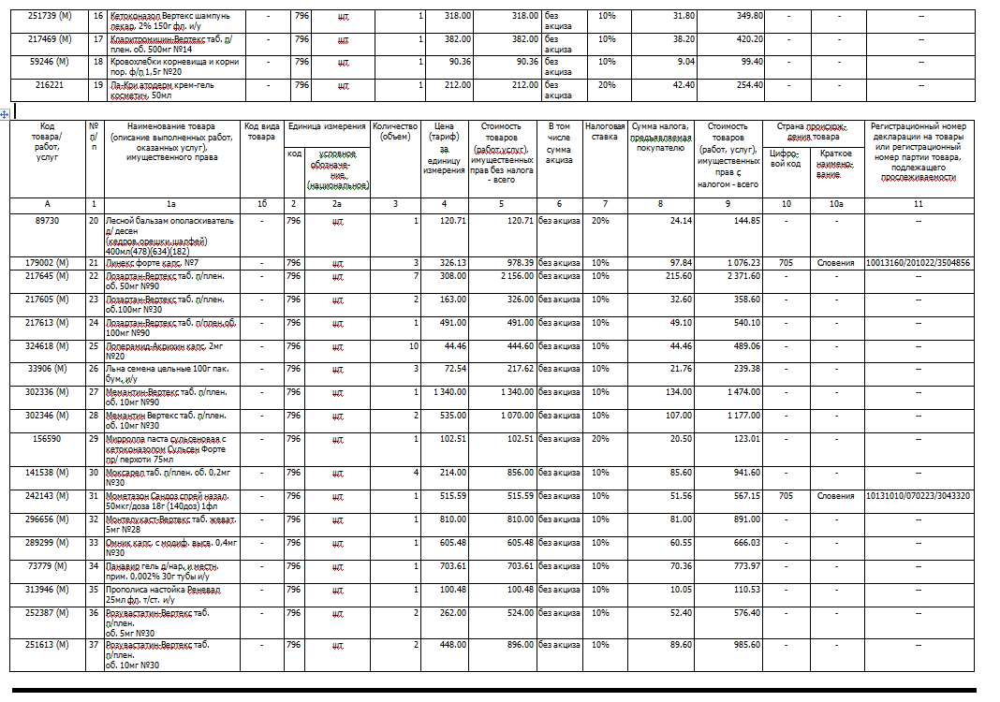 251739 (М) 16 Кетоконазол Вертекс шампунь - 796 шт. 1 318.00 318.00 без 10% 31.80 349.80 - - --
лекар. 2% 150г фл. и/у акциза
217469 (М) 17 Кларитромицин-Вертекс таб. п/ - 796 шт. 1 382.00 382.00 без 10% 38.20 420.20 - - --
плен. об. 500мг №14 акциза
59246 (М) 18 Кровохлебки корневища и корни - 796 шт. 1 90.36 90.36 без 10% 9.04 99.40 - - --
пор. ф/п 1,5г №20 акциза
216221 19 Ла-Кри атодерм крем-гель - 796 шт. 1 212.00 212.00 без 20% 42.40 254.40 - - --
косметич. 50мл акциза
Код № Наименование товара Код вида Единица измерения Количество Цена Стоимость В том Налоговая Сумма налога, Стоимость Страна происхож- Регистрационный номер
товара/ п/ (описание выполненных работ, товара (объем) (тариф) товаров числе ставка предъявляемая товаров дения товара декларации на товары
работ, п оказанных услуг), код условное за (работ,услуг), сумма покупателю (работ, услуг), Цифро- Краткое или регистрационный
услуг имущественного права обозначе- единицу имущественных акциза имущественных вой код наимено- номер партии товара,
ние измерения прав без налога прав с вание подлежащего
(национальное) - всего налогом - всего прослеживаемости
А 1 1а 1б 2 2а 3 4 5 6 7 8 9 10 10а 11
89730 20 Лесной бальзам ополаскиватель - 796 шт. 1 120.71 120.71 без акциза 20% 24.14 144.85 - - --
д/ десен
(кедров.орешки,шалфей)
400мл(478)(634)(182)
179002 (М) 21 Линекс форте капс. №7 - 796 шт. 3 326.13 978.39 без акциза 10% 97.84 1 076.23 705 Словения 10013160/201022/3504856
217645 (М) 22 Лозартан-Вертекс таб. п/плен. - 796 шт. 7 308.00 2 156.00 без акциза 10% 215.60 2 371.60 - - --
об. 50мг №90
217605 (М) 23 Лозартан-Вертекс таб. п/плен. - 796 шт. 2 163.00 326.00 без акциза 10% 32.60 358.60 - - --
об.100мг №30
217613 (М) 24 Лозартан-Вертекс таб. п/плен.об. - 796 шт. 1 491.00 491.00 без акциза 10% 49.10 540.10 - - --
100мг №90
324618 (М) 25 Лоперамид-Акрихин капс. 2мг - 796 шт. 10 44.46 444.60 без акциза 10% 44.46 489.06 - - --
№20
33906 (М) 26 Льна семена цельные 100г пак. - 796 шт. 3 72.54 217.62 без акциза 10% 21.76 239.38 - - --
бум. и/у
302336 (М) 27 Мемантин-Вертекс таб. п/плен. - 796 шт. 1 1 340.00 1 340.00 без акциза 10% 134.00 1 474.00 - - --
об. 10мг №90
302346 (М) 28 Мемантин Вертекс таб. п/плен. - 796 шт. 2 535.00 1 070.00 без акциза 10% 107.00 1 177.00 - - --
об. 10мг №30
156590 29 Мирролла паста сульсеновая с - 796 шт. 1 102.51 102.51 без акциза 20% 20.50 123.01 - - --
кетоконазолом Сульсен Форте
пр/ перхоти 75мл
141538 (М) 30 Моксарел таб. п/плен. об. 0,2мг - 796 шт. 4 214.00 856.00 без акциза 10% 85.60 941.60 - - --
№30
242143 (М) 31 Мометазон Сандоз спрей назал. - 796 шт. 1 515.59 515.59 без акциза 10% 51.56 567.15 705 Словения 10131010/070223/3043320
50мкг/доза 18г (140доз) 1фл
296656 (М) 32 Монтелукаст-Вертекс таб. жеват. - 796 шт. 1 810.00 810.00 без акциза 10% 81.00 891.00 - - --
5мг №28
289299 (М) 33 Омник капс. с модиф. высв. 0,4мг - 796 шт. 1 605.48 605.48 без акциза 10% 60.55 666.03 - - --
№30
73779 (М) 34 Панавир гель д/нар. и местн. - 796 шт. 1 703.61 703.61 без акциза 10% 70.36 773.97 - - --
прим. 0,002% 30г тубы и/у
313946 (М) 35 Прополиса настойка Реневал - 796 шт. 1 100.48 100.48 без акциза 10% 10.05 110.53 - - --
25мл фл. т/ст. и/у
252387 (М) 36 Розувастатин-Вертекс таб. - 796 шт. 2 262.00 524.00 без акциза 10% 52.40 576.40 - - --
п/плен.
об. 5мг №30
251613 (М) 37 Розувастатин-Вертекс таб. - 796 шт. 2 448.00 896.00 без акциза 10% 89.60 985.60 - - --
п/плен.
об. 10мг №30